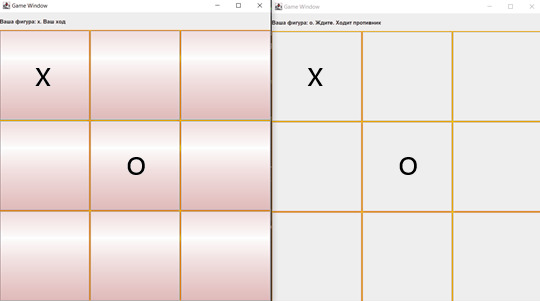 Game Window
Ваша фигура: x. Ваш ход
X
O
Game Window
Ваша фигура: o. Ждите. Ходит противник
X
O